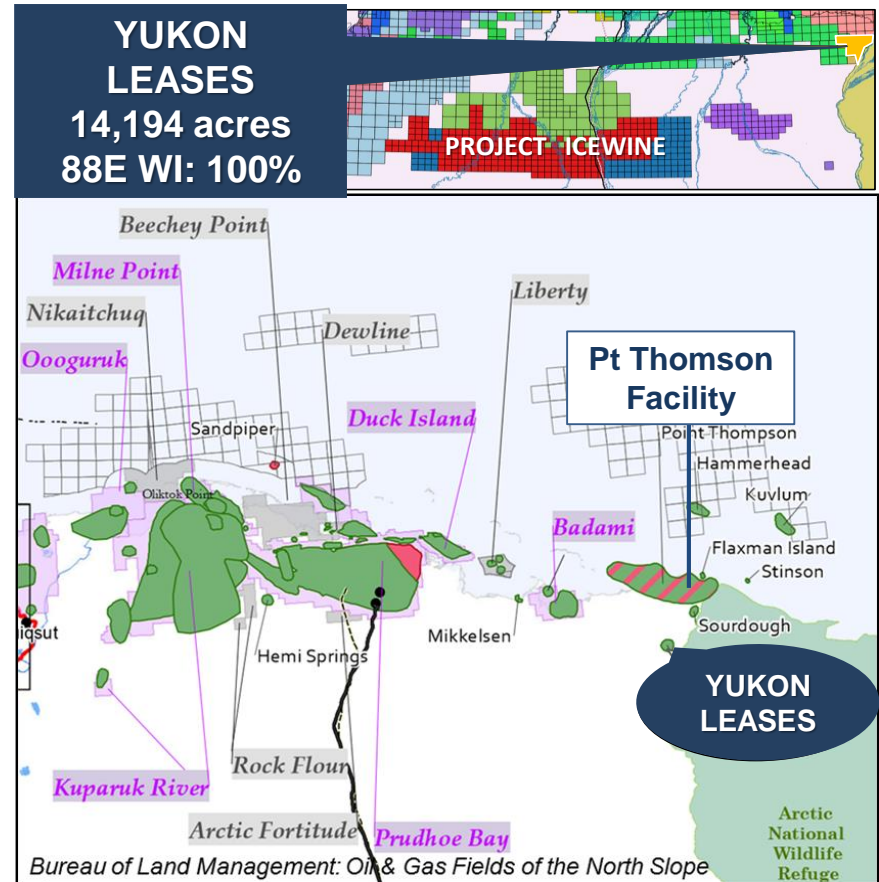 YUKON
LEASES
14,194 acres
88E WI: 100%
PROJECT ICEWINE
Beechey Point
Milne Point
Nikaitchuq
Oooguruk
Dewline
Liberty
Pt Thomson
Facility
Sandpiper
Duck Island
Point Thompson
Hammerhead
Kuvlum
Oliktok Point
Badami
Flaxman Island
Stinson
iqsut
Mikkelsen
Sourdough
Hemi Springs
YUKON
LEASES
Rock Flour
Kuparuk River
Arctic Fortitude
Prudhoe Bay
Arctic
National
Wildlife
Refuge
Bureau of Land Management: Oil & Gas Fields of the North Slope